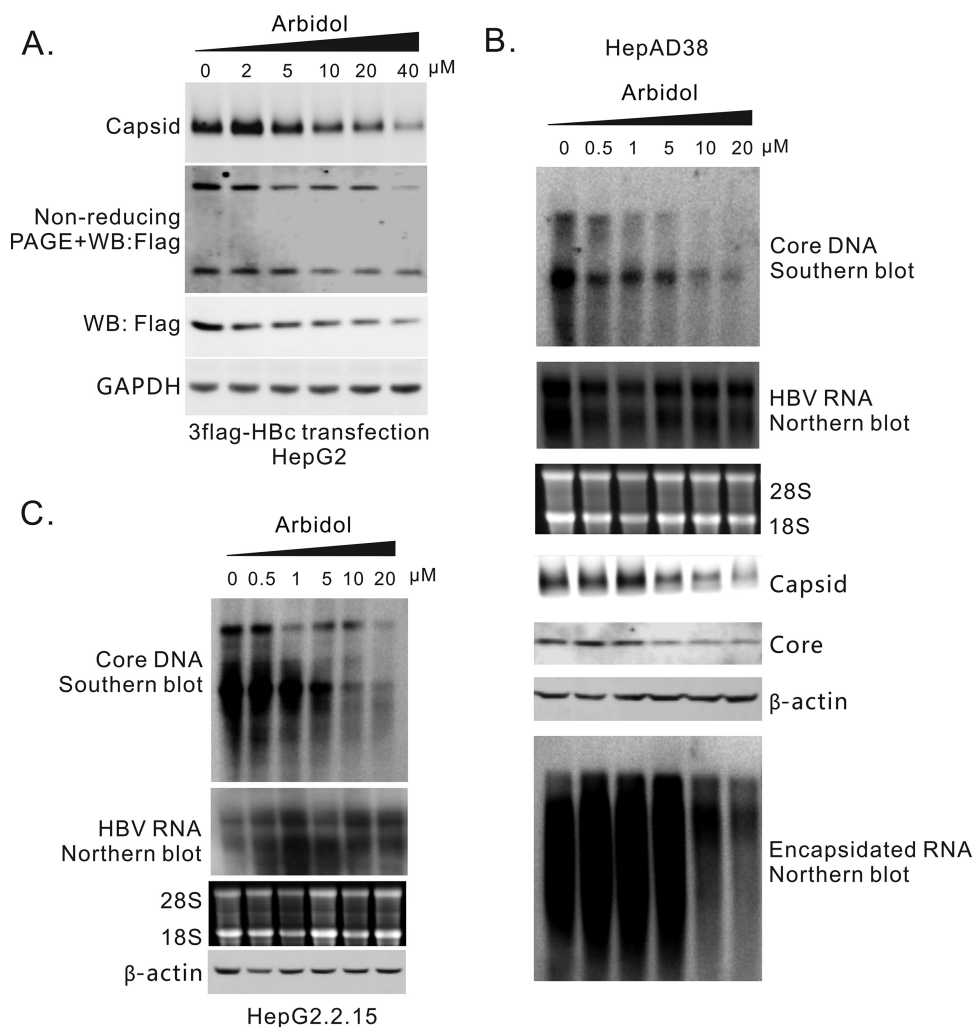 A.
Arbidol
0 2 5 10 20 40 μM
Capsid
Non-reducing
PAGE+WB:Flag
WB: Flag
GAPDH
3flag-HBc transfection
HepG2
B.
HepAD38
Arbidol
0 0.5 1 5 10 20 μM
Core DNA
Southern blot
HBV RNA
Northern blot
28S
18S
Capsid
Core
β-actin
Encapsidated RNA
Northern blot
C.
Arbidol
0 0.5 1 5 10 20 μM
Core DNA
Southern blot
HBV RNA
Northern blot
28S
18S
β-actin
HepG2.2.15